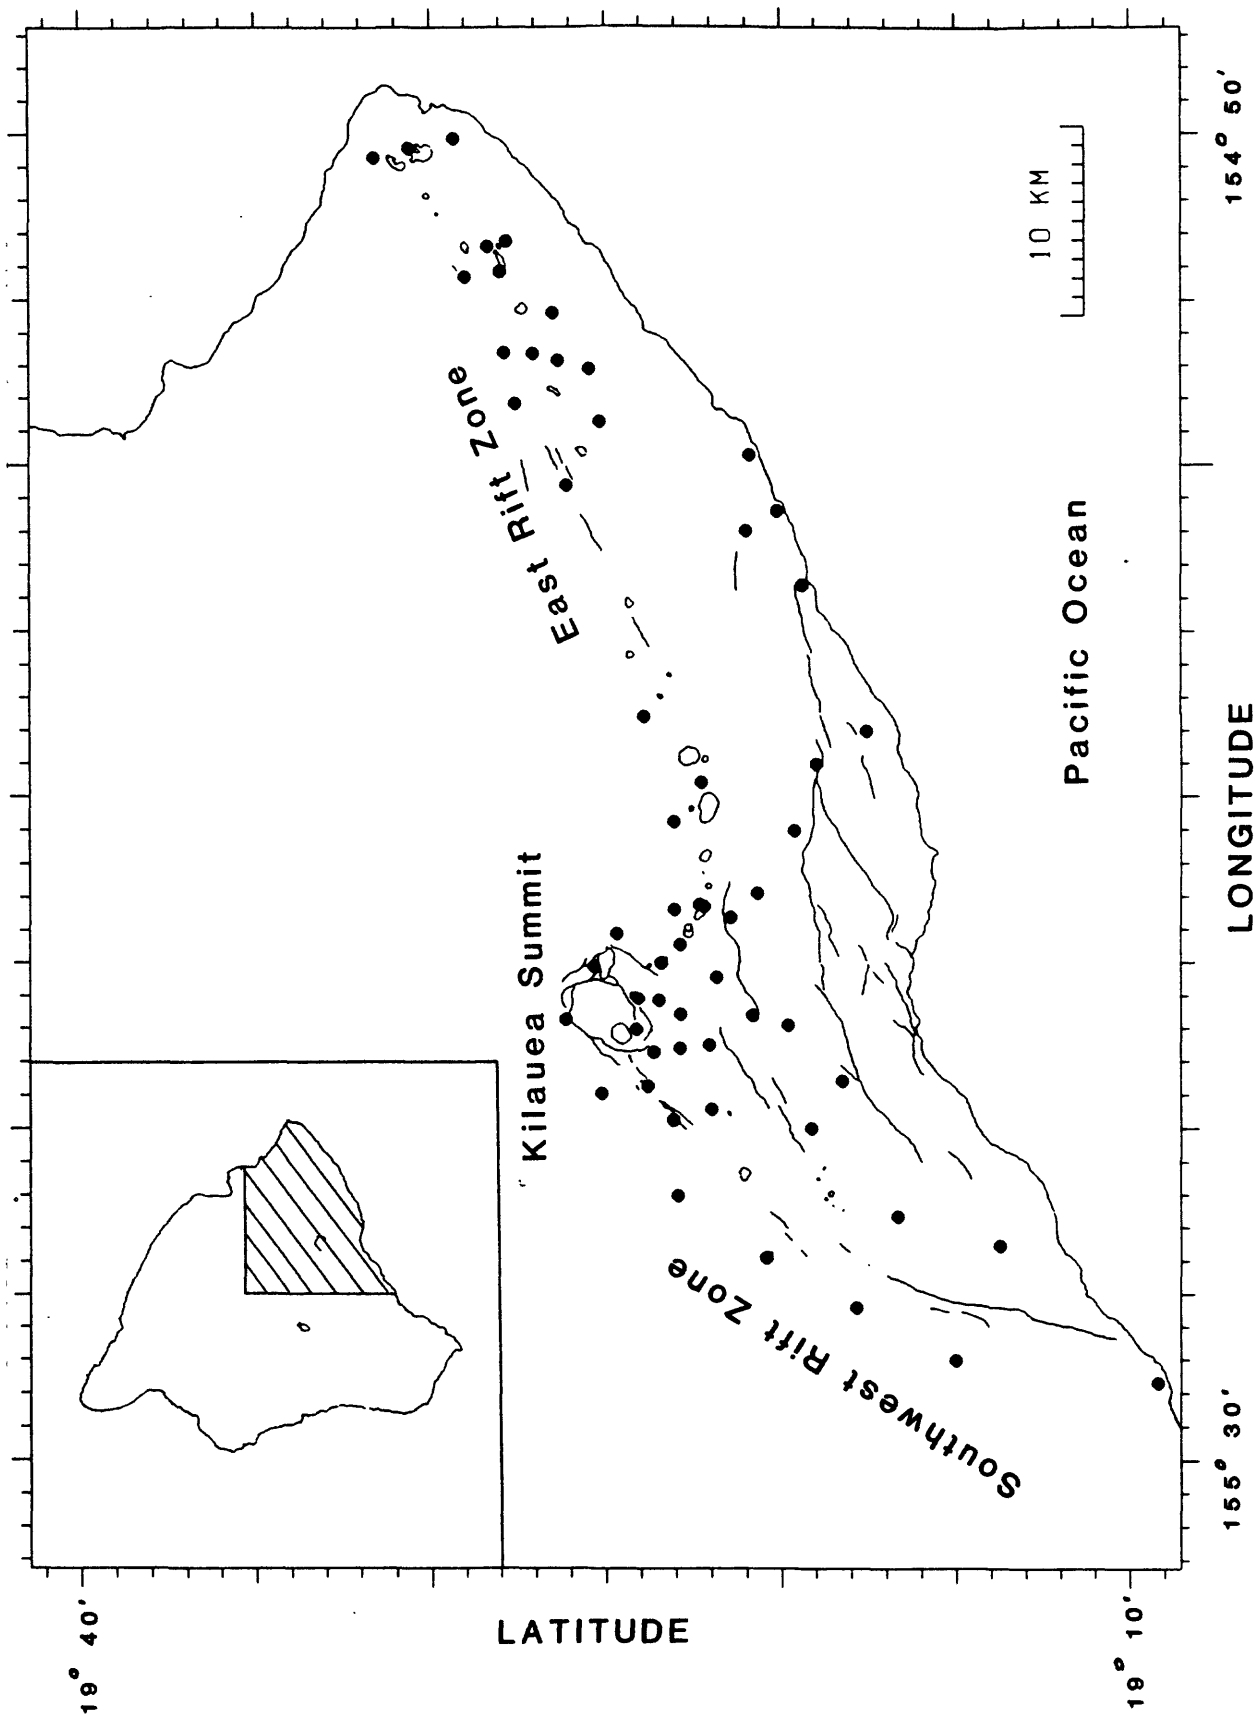 Kilauea Summit
East Rift Zone
Southwest Rift Zone
Pacific Ocean
10 KM
LATITUDE
19° 40'
19° 10'
LONGITUDE
155° 30'
154° 50'